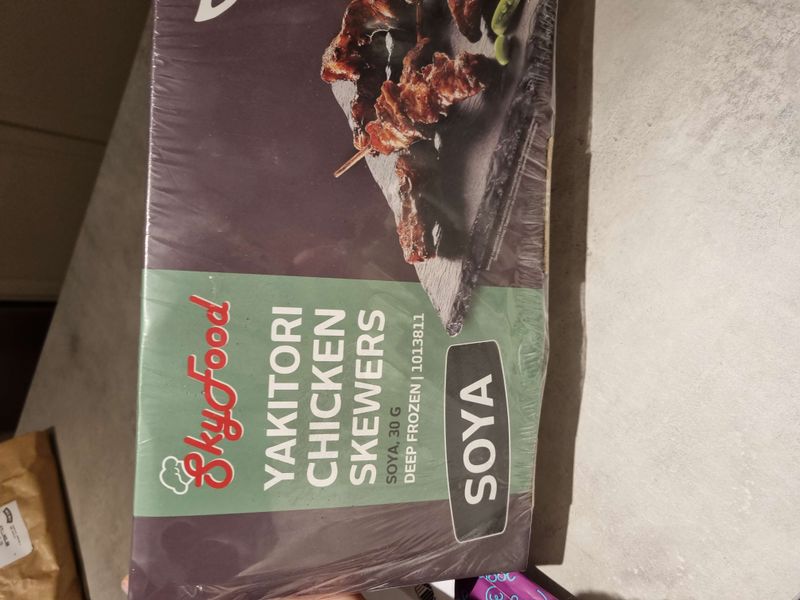 SkyFood
YAKITORI
CHICKEN
SKEWERS
SOYA, 30 G
DEEP FROZEN | 1013811
SOYA